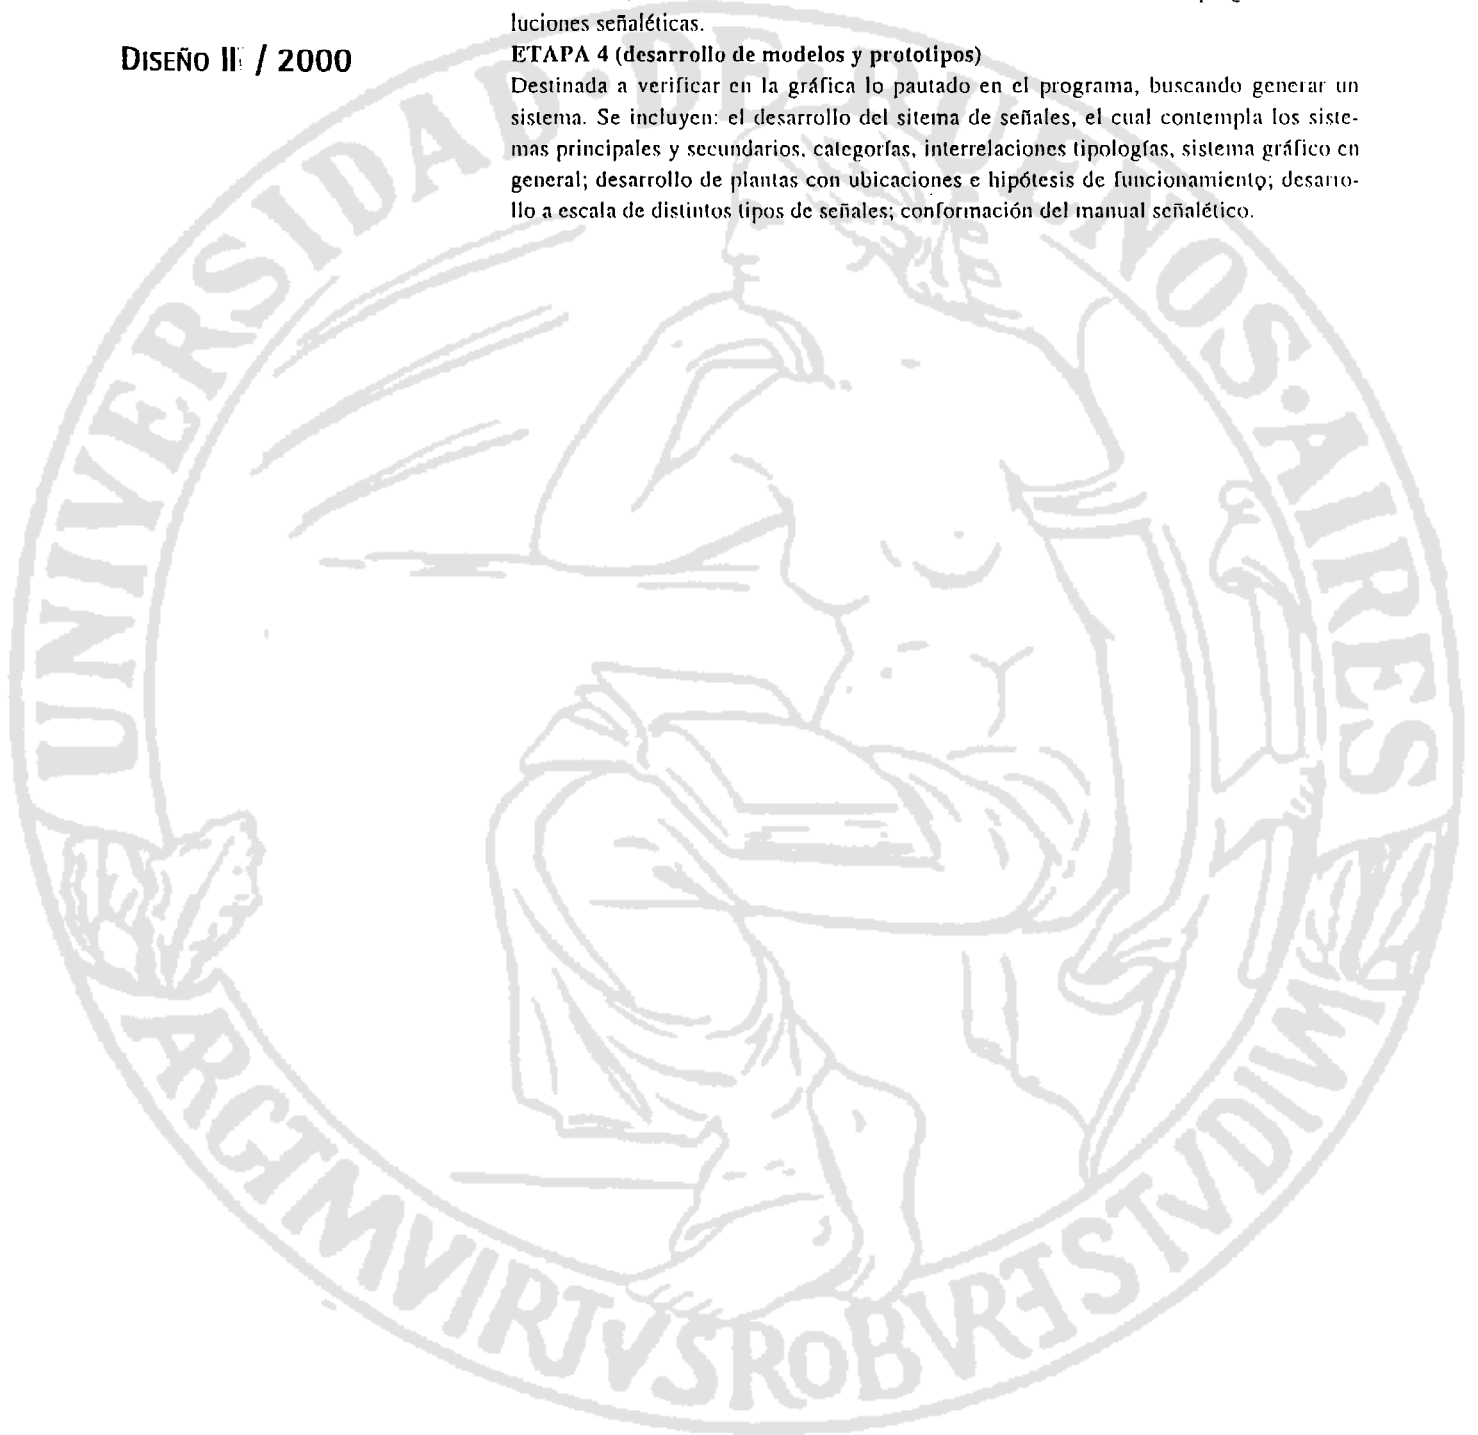 luciones señaléticas.
DISEÑO II / 2000
ETAPA 4 (desarrollo de modelos y prototipos)
Destinada a verificar en la gráfica lo pautado en el programa, buscando generar un
sistema. Se incluyen: el desarrollo del sitema de señales, el cual contempla los siste-
mas principales y secundarios, categorías, interrelaciones tipologías, sistema gráfico en
general; desarrollo de plantas con ubicaciones e hipótesis de funcionamiento; desarro-
llo a escala de distintos tipos de señales; conformación del manual señalético.
UNIVERSIDAD·DE·BUENOS·AIRES
ARGTMVIRTVSROBVRETSTVDIVM